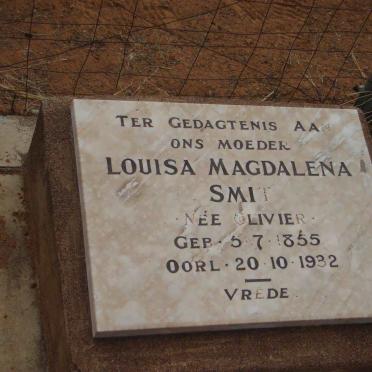 TER GEDAGTENIS AAN
ONS MOEDER
LOUISA MAGDALENA
SMIT
· NÉE OLIVIER ·
GEB · 5 · 7 · 1855
OORL · 20 · 10 · 1932
VREDE